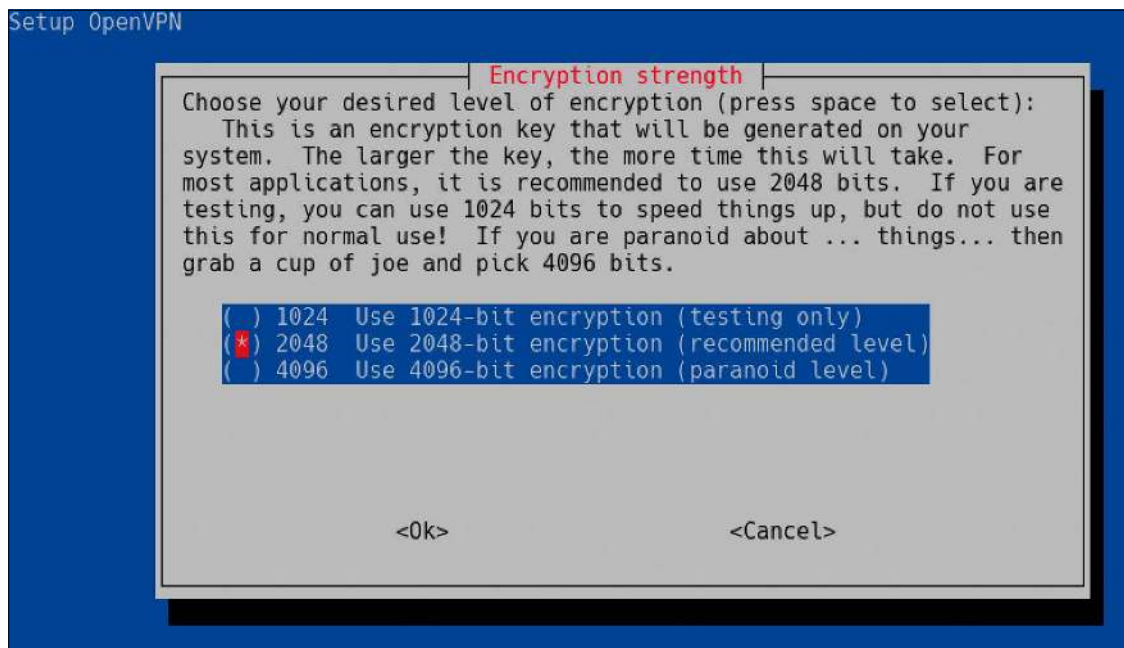 Setup OpenVPN
Encryption strength
Choose your desired level of encryption (press space to select):
This is an encryption key that will be generated on your
system.  The larger the key, the more time this will take.  For
most applications, it is recommended to use 2048 bits.  If you are
testing, you can use 1024 bits to speed things up, but do not use
this for normal use!  If you are paranoid about ... things... then
grab a cup of joe and pick 4096 bits.
( ) 1024  Use 1024-bit encryption (testing only)
(*) 2048  Use 2048-bit encryption (recommended level)
( ) 4096  Use 4096-bit encryption (paranoid level)
<Ok> <Cancel>